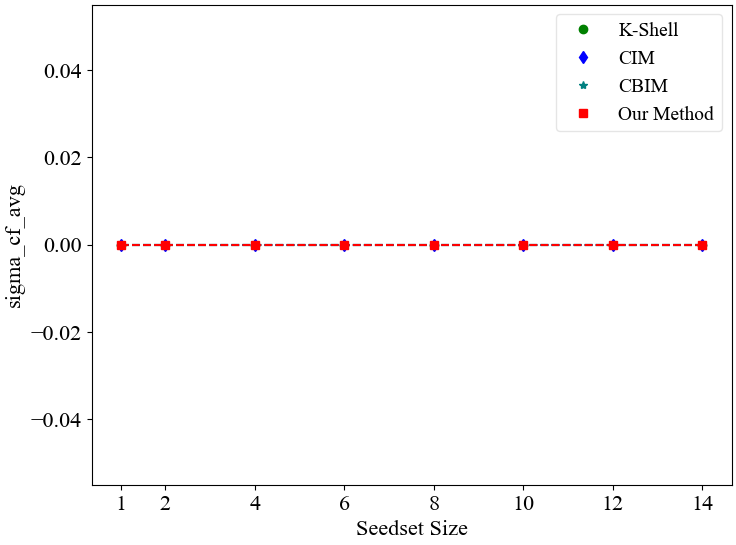 K-Shell
CIM
CBIM
Our Method
0.04
0.02
0.00
−0.02
−0.04
sigma_cf_avg
1 2 4 6 8 10 12 14
Seedset Size